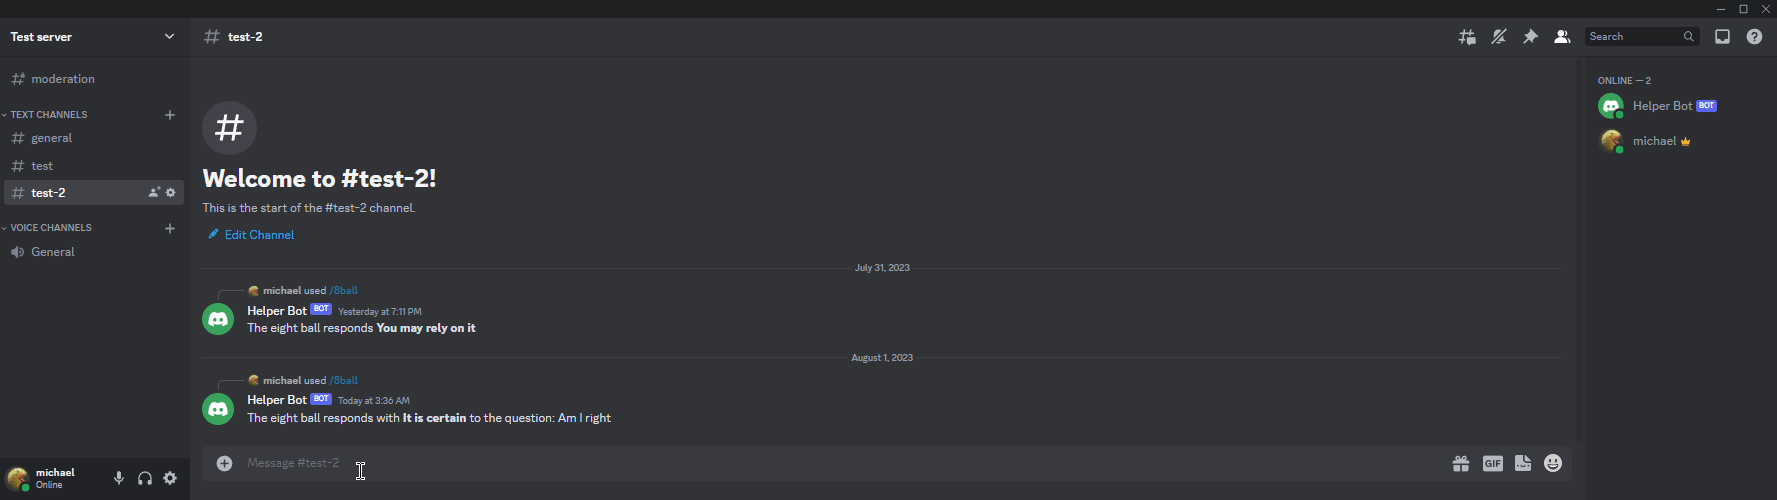 Test server
moderation
TEXT CHANNELS
general
test
test-2
VOICE CHANNELS
General
michael
Online
test-2
Search
Welcome to #test-2!
This is the start of the #test-2 channel.
Edit Channel
July 31, 2023
michael used /8ball
Helper Bot BOT Yesterday at 7:11 PM
The eight ball responds You may rely on it
August 1, 2023
michael used /8ball
Helper Bot BOT Today at 3:36 AM
The eight ball responds with It is certain to the question: Am I right
Message #test-2
GIF
ONLINE — 2
Helper Bot BOT
michael